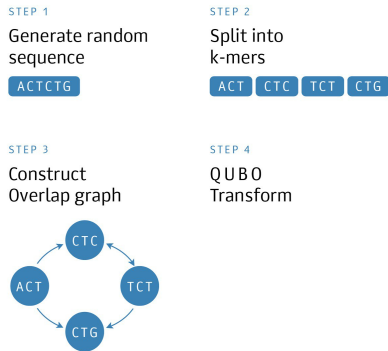 STEP 1
Generate random
sequence
ACTCTG
STEP 2
Split into
k-mers
ACT CTC TCT CTG
STEP 3
Construct
Overlap graph
CTC
ACT TCT
CTG
STEP 4
QUBO
Transform